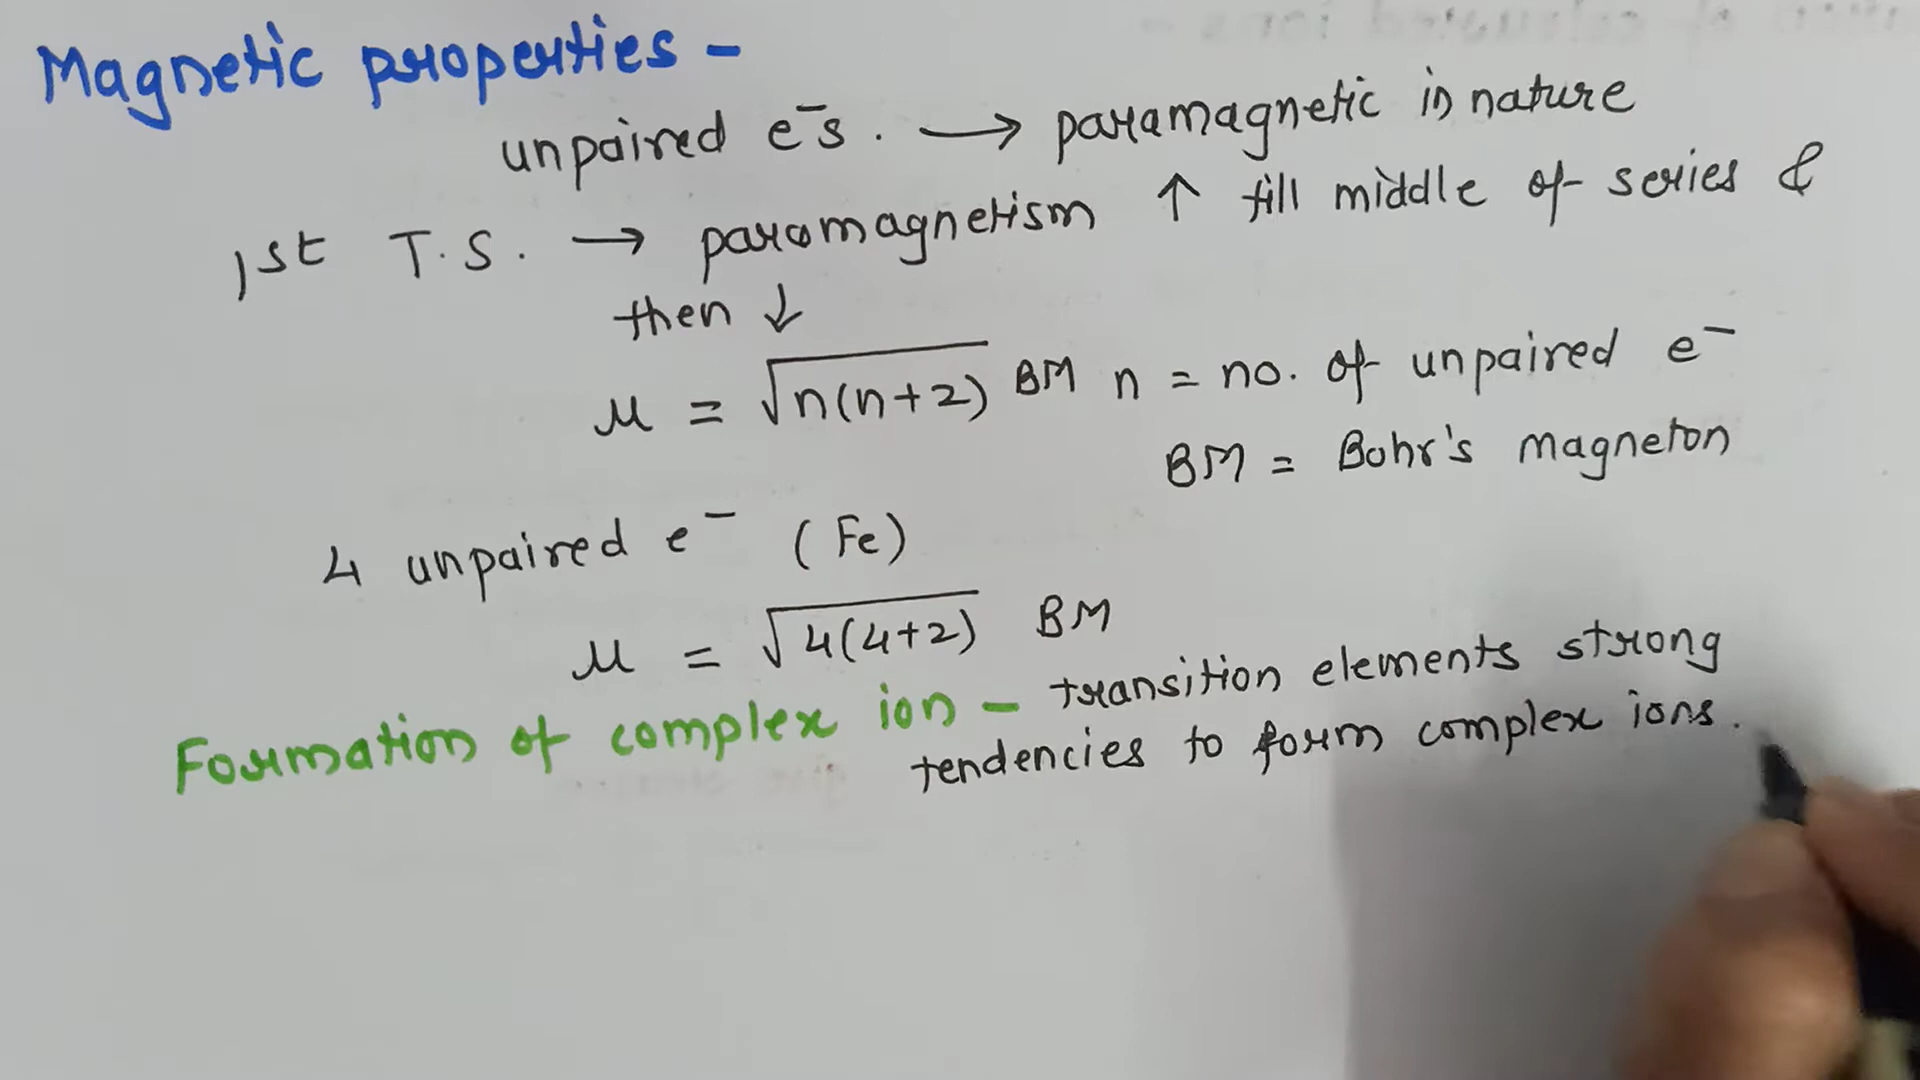 Magnetic properties -
unpaired e⁻s. → paramagnetic in nature
1st T.S. → paramagnetism ↑ till middle of series &
then ↓
μ = √n(n+2) BM n = no. of unpaired e⁻
BM = Bohr's magneton
4 unpaired e⁻ (Fe)
μ = √4(4+2) BM
Formation of complex ion - transition elements strong
tendencies to form complex ions.